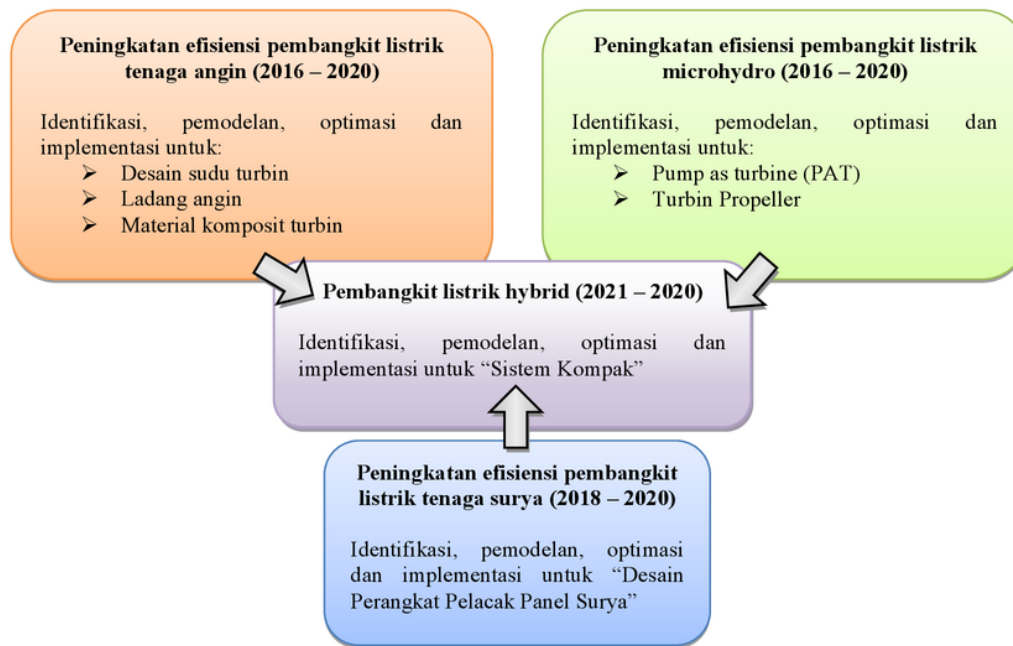 Peningkatan efisiensi pembangkit listrik
tenaga angin (2016 – 2020)
Identifikasi, pemodelan, optimasi dan
implementasi untuk:
➢ Desain sudu turbin
➢ Ladang angin
➢ Material komposit turbin
Peningkatan efisiensi pembangkit listrik
microhydro (2016 – 2020)
Identifikasi, pemodelan, optimasi dan
implementasi untuk:
➢ Pump as turbine (PAT)
➢ Turbin Propeller
Pembangkit listrik hybrid (2021 – 2020)
Identifikasi, pemodelan, optimasi dan
implementasi untuk “Sistem Kompak”
Peningkatan efisiensi pembangkit
listrik tenaga surya (2018 – 2020)
Identifikasi, pemodelan, optimasi
dan implementasi untuk “Desain
Perangkat Pelacak Panel Surya”